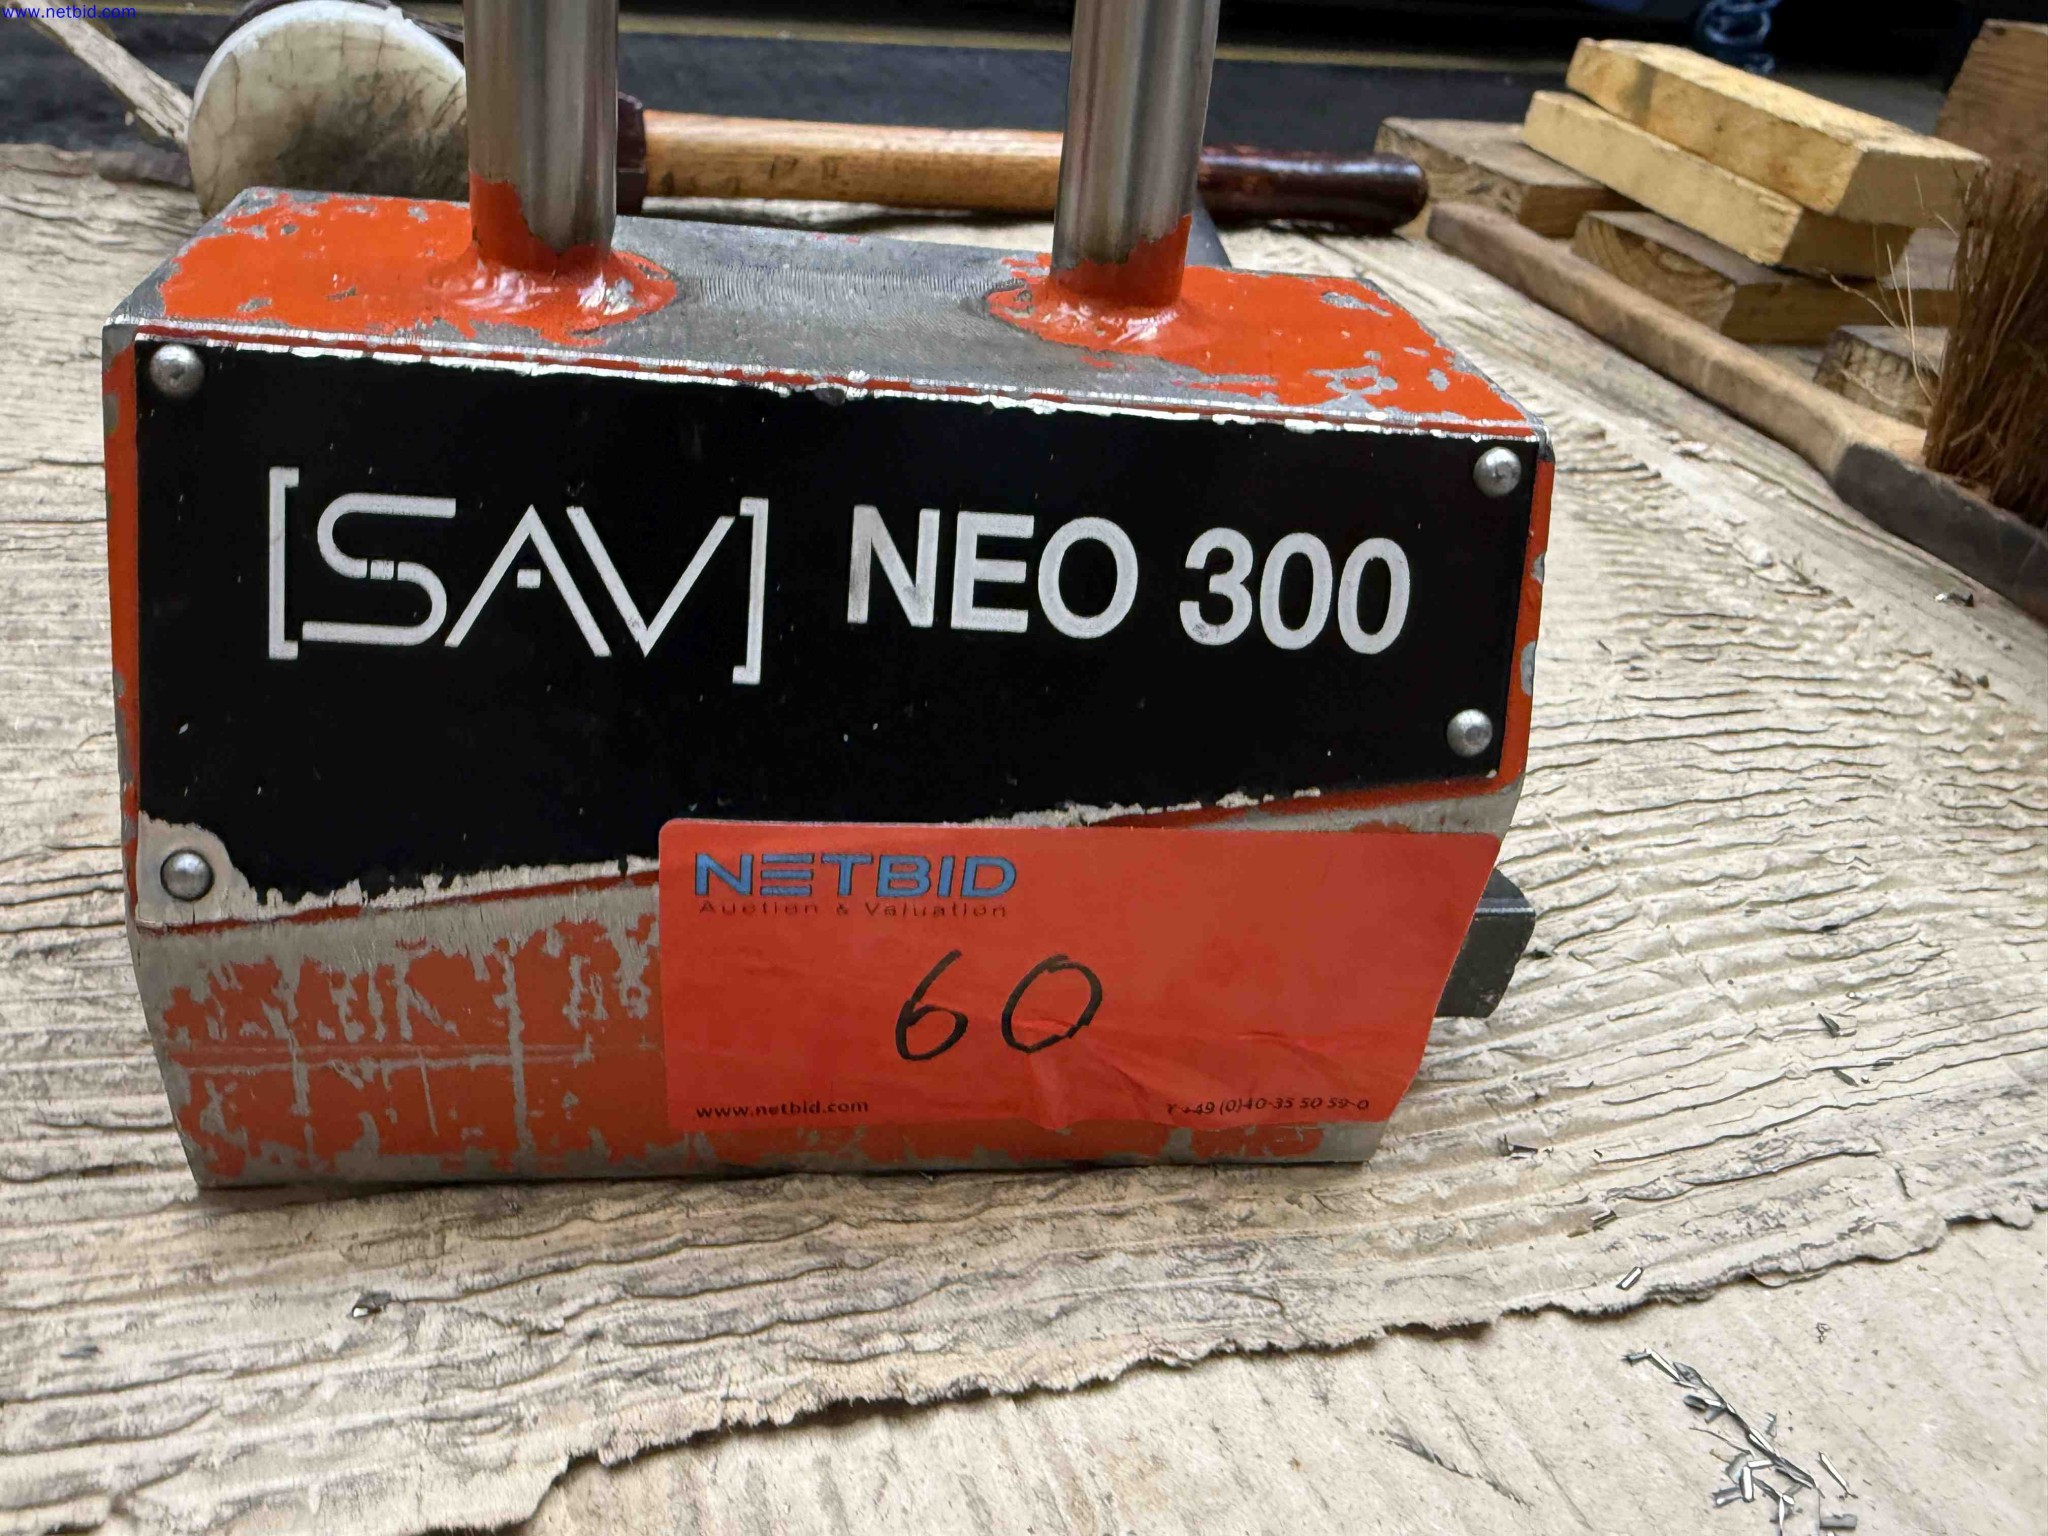 www.netbid.com
[SAV] NEO 300
NETBID
Auction & Valuation
60
www.netbid.com
T +49 (0)40-35 50 59-0